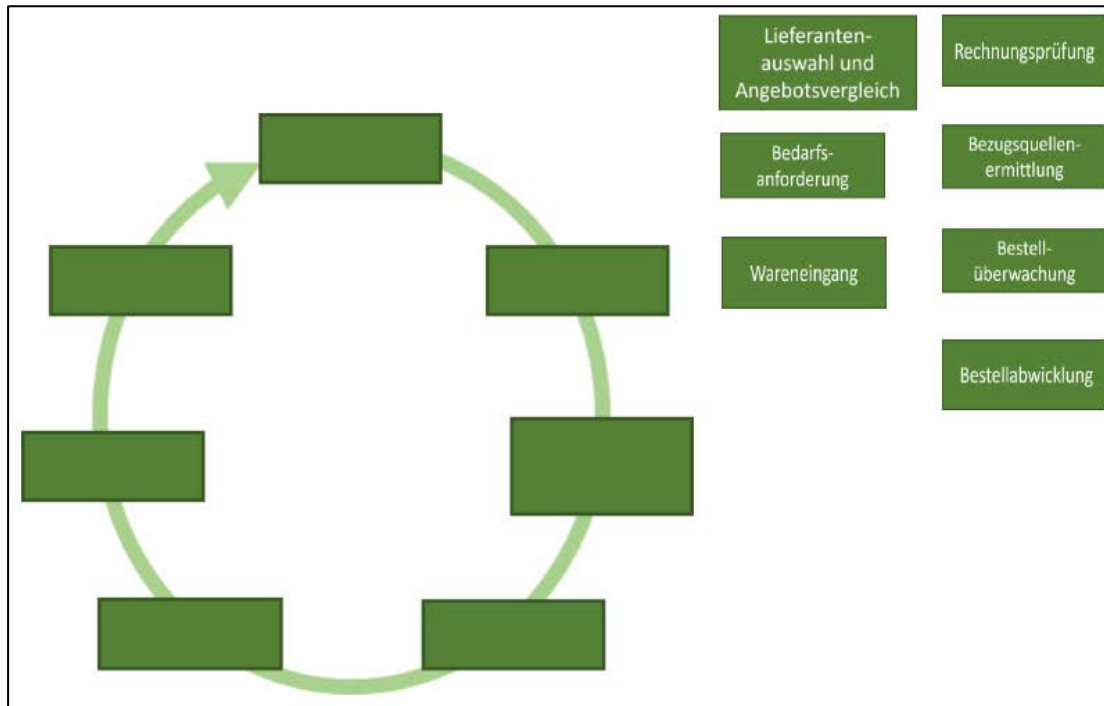 Lieferanten-
auswahl und
Angebotsvergleich
Rechnungsprüfung
Bedarfs-
anforderung
Bezugsquellen-
ermittlung
Wareneingang
Bestell-
überwachung
Bestellabwicklung